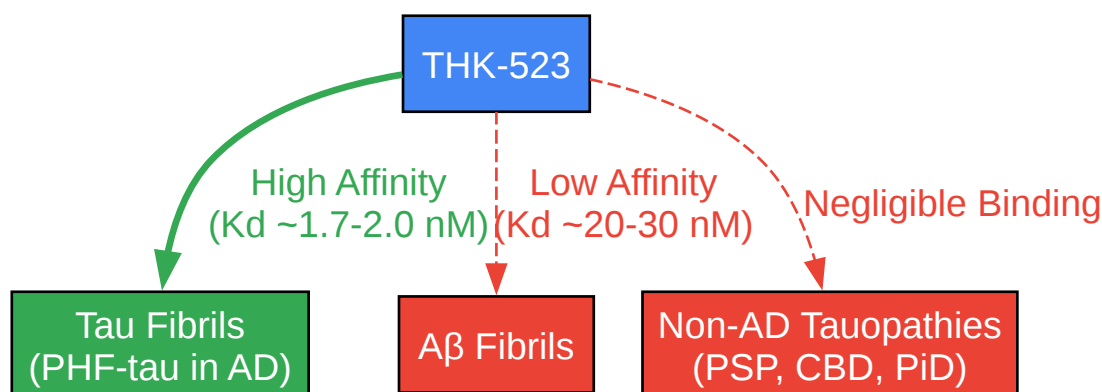 THK-523
High Affinity
(Kd ~1.7-2.0 nM)
Low Affinity
(Kd ~20-30 nM)
Negligible Binding
Tau Fibrils
(PHF-tau in AD)
Aβ Fibrils
Non-AD Tauopathies
(PSP, CBD, PiD)